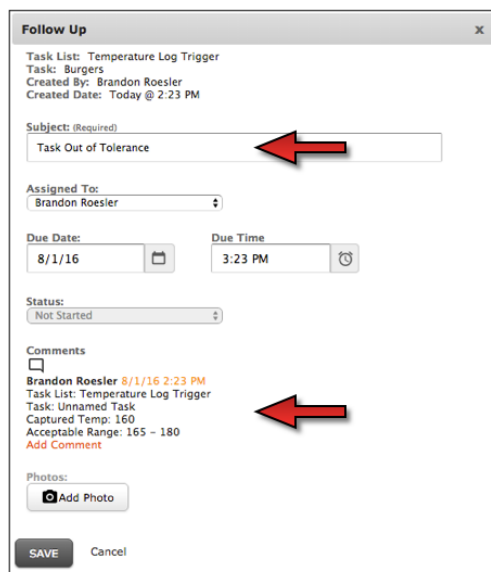 Follow Up x
Task List: Temperature Log Trigger
Task: Burgers
Created By: Brandon Roesler
Created Date: Today @ 2:23 PM
Subject: (Required)
Task Out of Tolerance
Assigned To:
Brandon Roesler
Due Date: Due Time
8/1/16 3:23 PM
Status:
Not Started
Comments
Brandon Roesler 8/1/16 2:23 PM
Task List: Temperature Log Trigger
Task: Unnamed Task
Captured Temp: 160
Acceptable Range: 165 – 180
Add Comment
Photos:
Add Photo
SAVE Cancel